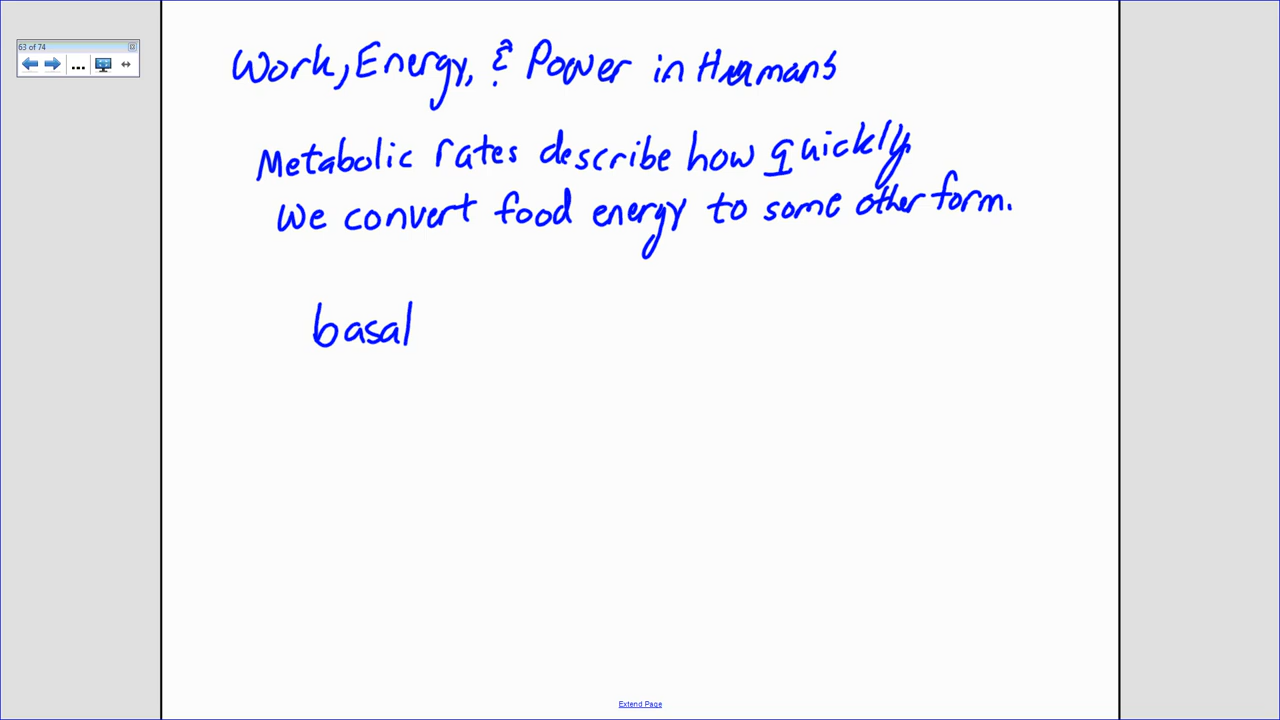 63 of 74
Work, Energy, & Power in Humans
Metabolic rates describe how quickly
we convert food energy to some other form.
basal
Extend Page